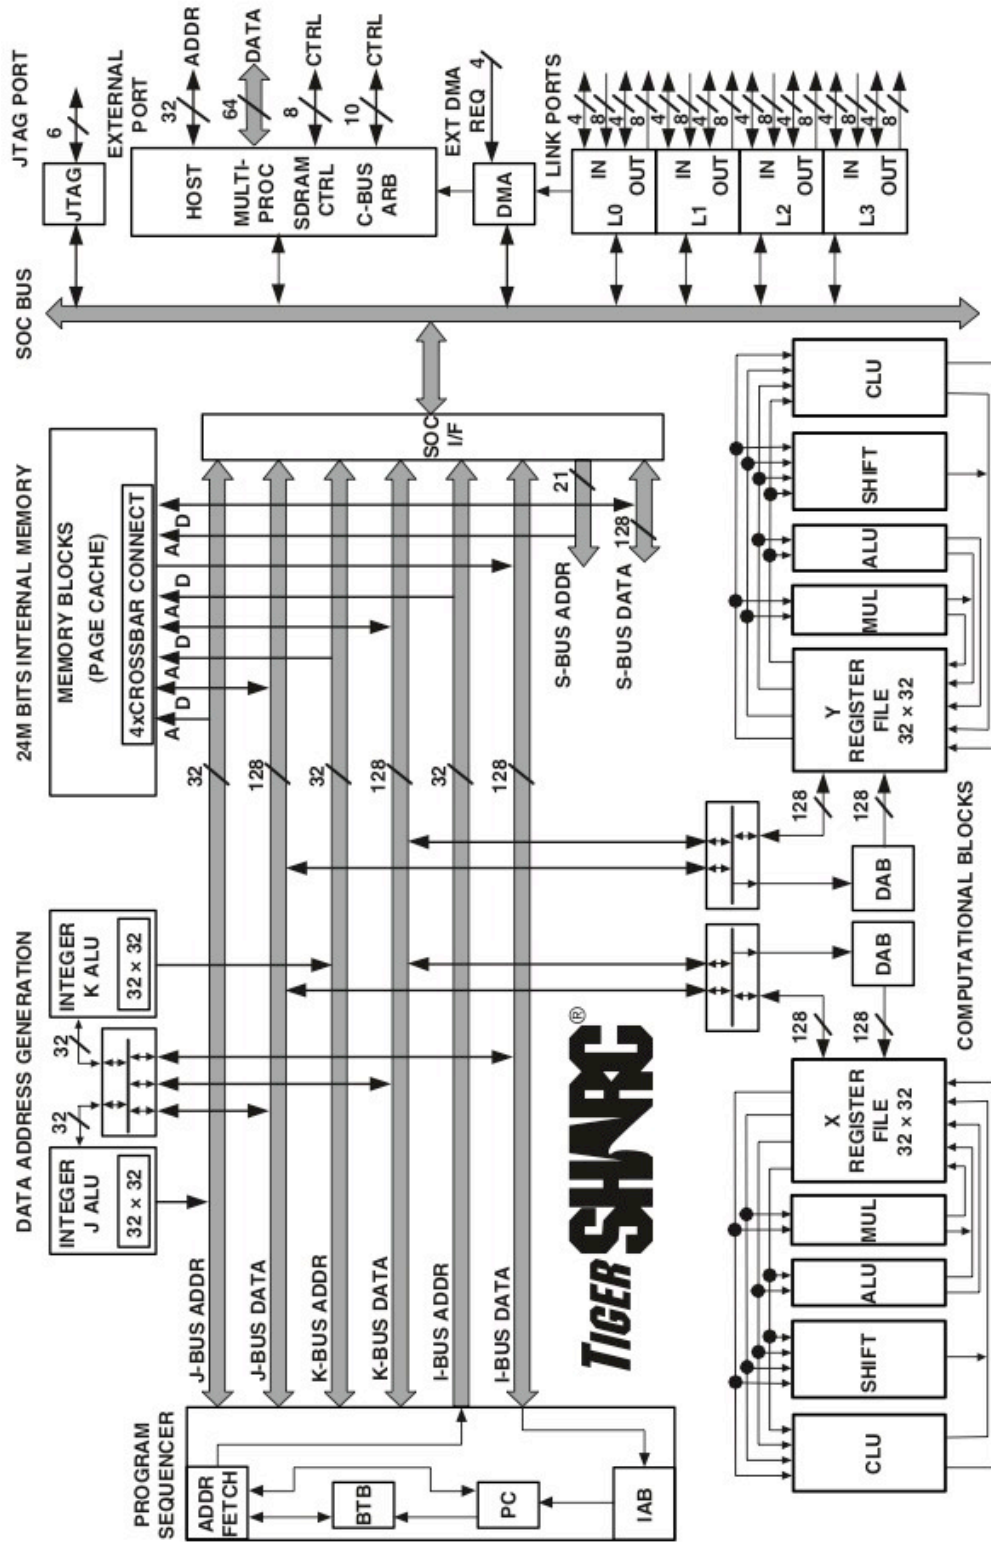 DATA ADDRESS GENERATION
24M BITS INTERNAL MEMORY
SOC BUS
JTAG PORT
INTEGER
J ALU
32 × 32
32
32
INTEGER
K ALU
32 × 32
MEMORY BLOCKS
(PAGE CACHE)
4xCROSSBAR CONNECT
A D A D A D A D
JTAG
6
PROGRAM
SEQUENCER
ADDR
FETCH
BTB
PC
IAB
J-BUS ADDR
32
J-BUS DATA
128
K-BUS ADDR
32
K-BUS DATA
128
I-BUS ADDR
32
I-BUS DATA
128
SOC
I/F
S-BUS ADDR
21
S-BUS DATA
128
EXTERNAL
PORT
HOST
32
ADDR
MULTI-
PROC
64
DATA
SDRAM
CTRL
8
CTRL
C-BUS
ARB
10
CTRL
EXT DMA
REQ
4
DMA
LINK PORTS
L0
IN
4
8
OUT
4
8
L1
IN
4
8
OUT
4
8
L2
IN
4
8
OUT
4
8
L3
IN
4
8
OUT
4
8
TIGERSHARC®
128
128
DAB
DAB
128
128
CLU
SHIFT
ALU
MUL
X
REGISTER
FILE
32 × 32
Y
REGISTER
FILE
32 × 32
MUL
ALU
SHIFT
CLU
COMPUTATIONAL BLOCKS